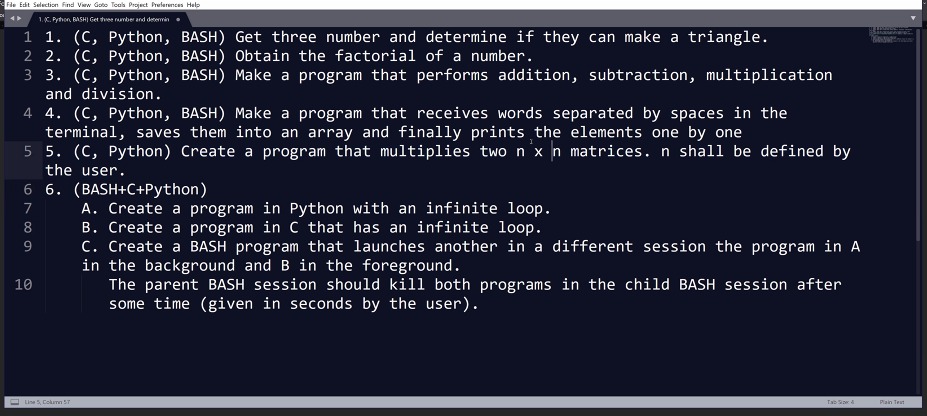 File Edit Selection Find View Goto Tools Project Preferences Help
1. (C, Python, BASH) Get three number and determin
1 1. (C, Python, BASH) Get three number and determine if they can make a triangle.
2 2. (C, Python, BASH) Obtain the factorial of a number.
3 3. (C, Python, BASH) Make a program that performs addition, subtraction, multiplication
and division.
4 4. (C, Python, BASH) Make a program that receives words separated by spaces in the
terminal, saves them into an array and finally prints the elements one by one
5 5. (C, Python) Create a program that multiplies two n x n matrices. n shall be defined by
the user.
6 6. (BASH+C+Python)
7 A. Create a program in Python with an infinite loop.
8 B. Create a program in C that has an infinite loop.
9 C. Create a BASH program that launches another in a different session the program in A
in the background and B in the foreground.
10 The parent BASH session should kill both programs in the child BASH session after
some time (given in seconds by the user).
Line 5, Column 57 Tab Size: 4 Plain Text